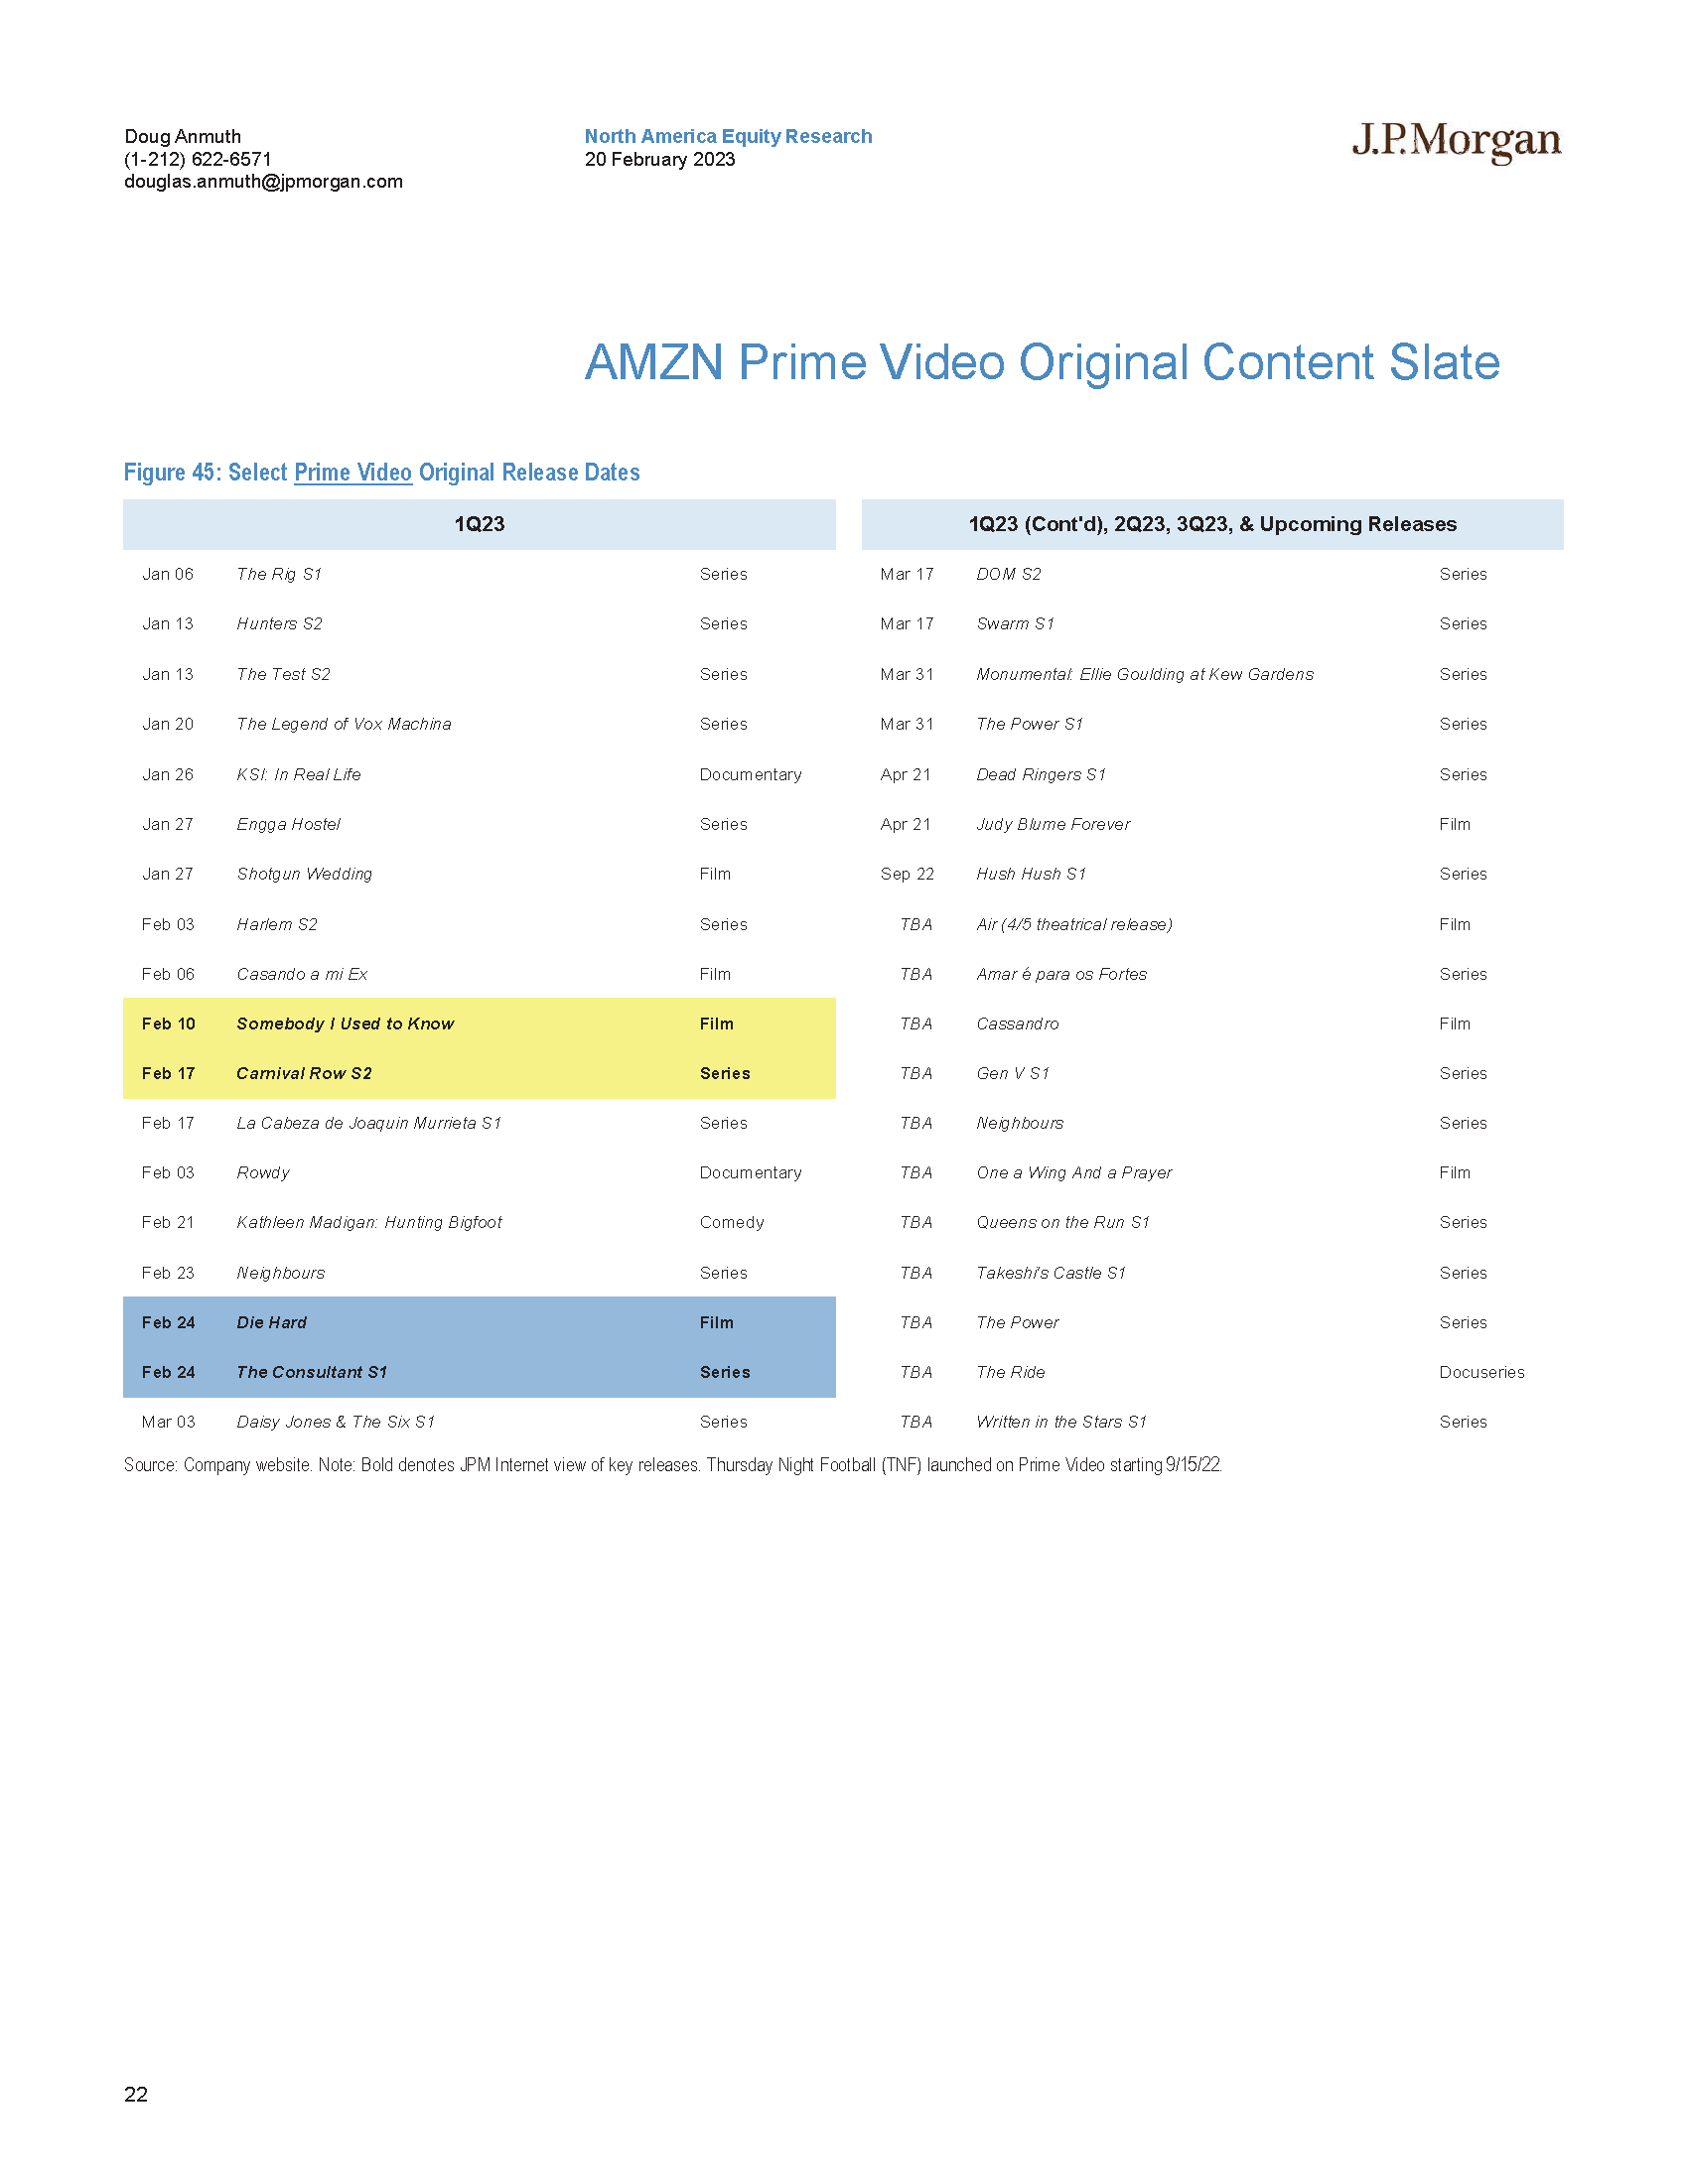 Doug Anmuth
(1-212) 622-6571
douglas.anmuth@jpmorgan.com
North America Equity Research
20 February 2023
J.P.Morgan
AMZN Prime Video Original Content Slate
Figure 45: Select Prime Video Original Release Dates
1Q23
Jan 06 The Rig S1 Series
Jan 13 Hunters S2 Series
Jan 13 The Test S2 Series
Jan 20 The Legend of Vox Machina Series
Jan 26 KSI: In Real Life Documentary
Jan 27 Engga Hostel Series
Jan 27 Shotgun Wedding Film
Feb 03 Harlem S2 Series
Feb 06 Casando a mi Ex Film
Feb 10 Somebody I Used to Know Film
Feb 17 Carnival Row S2 Series
Feb 17 La Cabeza de Joaquin Murrieta S1 Series
Feb 03 Rowdy Documentary
Feb 21 Kathleen Madigan: Hunting Bigfoot Comedy
Feb 23 Neighbours Series
Feb 24 Die Hard Film
Feb 24 The Consultant S1 Series
Mar 03 Daisy Jones & The Six S1 Series
1Q23 (Cont'd), 2Q23, 3Q23, & Upcoming Releases
Mar 17 DOM S2 Series
Mar 17 Swarm S1 Series
Mar 31 Monumental: Ellie Goulding at Kew Gardens Series
Mar 31 The Power S1 Series
Apr 21 Dead Ringers S1 Series
Apr 21 Judy Blume Forever Film
Sep 22 Hush Hush S1 Series
TBA Air (4/5 theatrical release) Film
TBA Amar é para os Fortes Series
TBA Cassandro Film
TBA Gen V S1 Series
TBA Neighbours Series
TBA One a Wing And a Prayer Film
TBA Queens on the Run S1 Series
TBA Takeshi's Castle S1 Series
TBA The Power Series
TBA The Ride Docuseries
TBA Written in the Stars S1 Series
Source: Company website. Note: Bold denotes JPM Internet view of key releases. Thursday Night Football (TNF) launched on Prime Video starting 9/15/22.
22